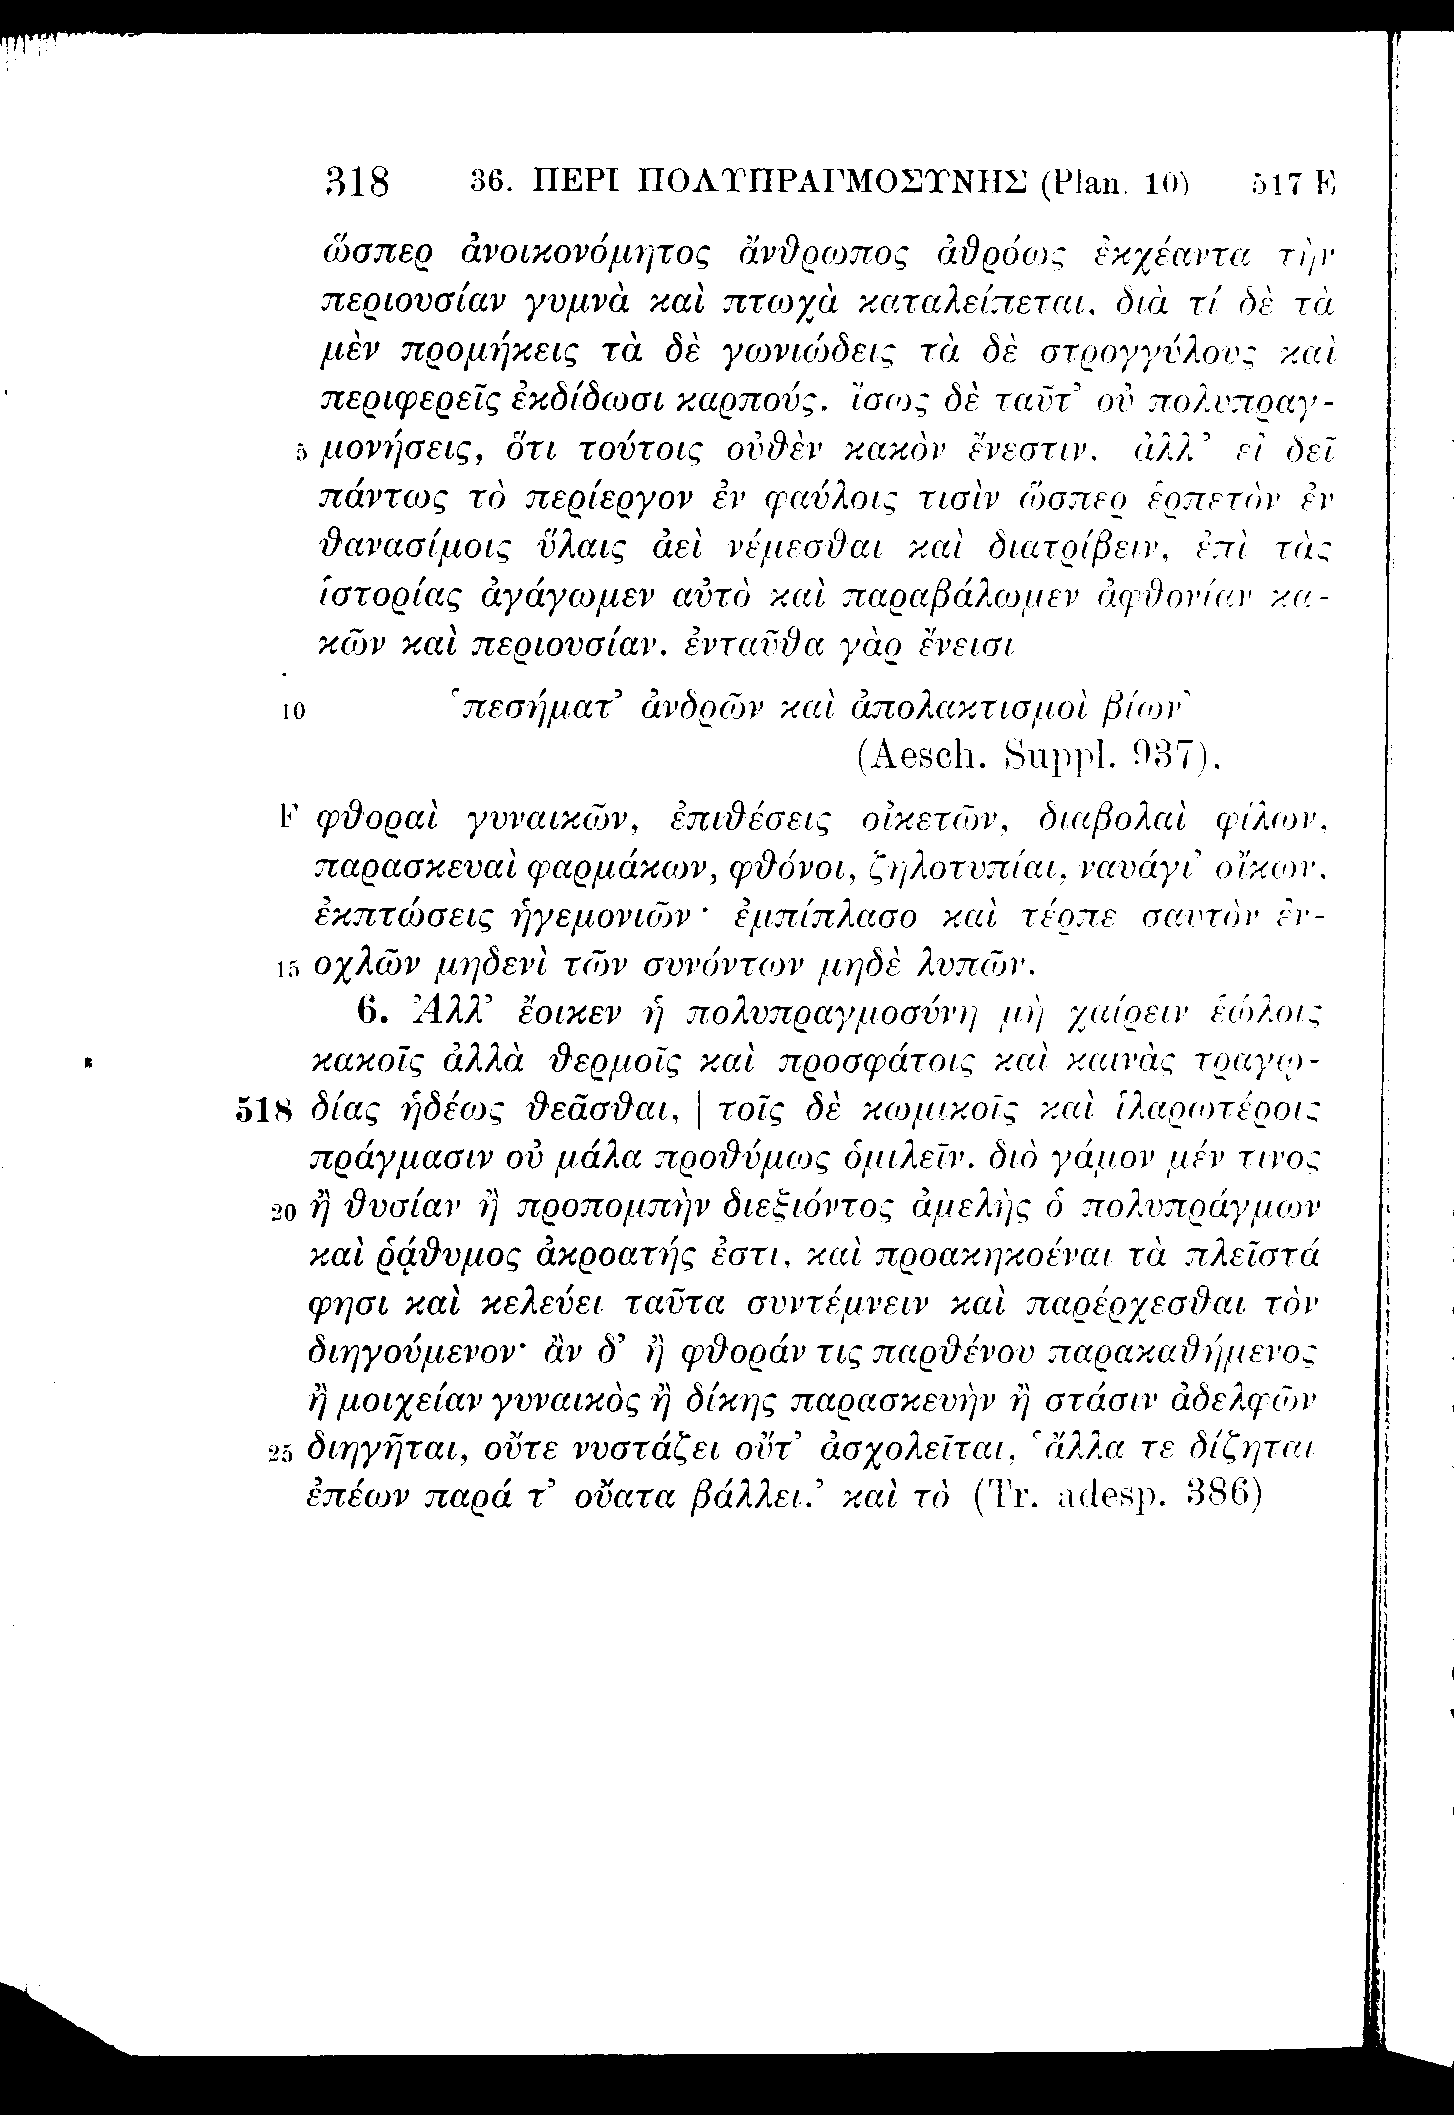 318 36. ΠΕΡΙ ΠΟΛΥΠΡΑΓΜΟΣΥΝΗΣ (Plan. 10) 517 E
ὥσπερ ἀνοικονόμητος ἄνθρωπος ἀθρόως ἐκχέαντα τὴν
περιουσίαν γυμνὰ καὶ πτωχὰ καταλείπεται, διὰ τί δὲ τὰ
μὲν προμήκεις τὰ δὲ γωνιώδεις τὰ δὲ στρογγύλους καὶ
περιφερεῖς ἐκδίδωσι καρπούς. ἴσως δὲ ταῦτ’ οὐ πολυπραγ-
5 μονήσεις, ὅτι τούτοις οὐθὲν κακὸν ἔνεστιν. ἀλλ’ εἰ δεῖ
πάντως τὸ περίεργον ἐν φαύλοις τισὶν ὥσπερ ἑρπετὸν ἐν
θανασίμοις ὕλαις ἀεὶ νέμεσθαι καὶ διατρίβειν, ἐπὶ τὰς
ἱστορίας ἀγάγωμεν αὐτὸ καὶ παραβάλωμεν ἀφθονίαν κα-
κῶν καὶ περιουσίαν. ἐνταῦθα γὰρ ἔνεισι
10 ‘πεσήματ’ ἀνδρῶν καὶ ἀπολακτισμοὶ βίων’
(Aesch. Suppl. 937),
F φθοραὶ γυναικῶν, ἐπιθέσεις οἰκετῶν, διαβολαὶ φίλων,
παρασκευαὶ φαρμάκων, φθόνοι, ζηλοτυπίαι, ναυάγι’ οἴκων,
ἐκπτώσεις ἡγεμονιῶν· ἐμπίπλασο καὶ τέρπε σαυτὸν ἐν-
15 οχλῶν μηδενὶ τῶν συνόντων μηδὲ λυπῶν.
6. Ἀλλ’ ἔοικεν ἡ πολυπραγμοσύνη μὴ χαίρειν ἑώλοις
κακοῖς ἀλλὰ θερμοῖς καὶ προσφάτοις καὶ καινὰς τραγῳ-
518 δίας ἡδέως θεᾶσθαι, | τοῖς δὲ κωμικοῖς καὶ ἱλαρωτέροις
πράγμασιν οὐ μάλα προθύμως ὁμιλεῖν. διὸ γάμον μέν τινος
20 ἢ θυσίαν ἢ προπομπὴν διεξιόντος ἀμελὴς ὁ πολυπράγμων
καὶ ῥᾴθυμος ἀκροατής ἐστι, καὶ προακηκοέναι τὰ πλεῖστά
φησι καὶ κελεύει ταῦτα συντέμνειν καὶ παρέρχεσθαι τὸν
διηγούμενον· ἂν δ’ ἢ φθοράν τις παρθένου παρακαθήμενος
ἢ μοιχείαν γυναικὸς ἢ δίκης παρασκευὴν ἢ στάσιν ἀδελφῶν
25 διηγῆται, οὔτε νυστάζει οὔτ’ ἀσχολεῖται, ‘ἄλλα τε δίζηται
ἐπέων παρά τ’ οὔατα βάλλει.’ καὶ τὸ (Tr. adesp. 386)